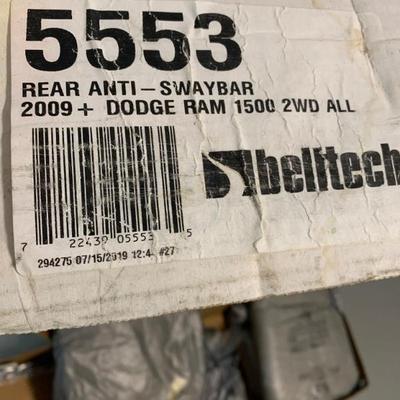 5553
REAR ANTI-SWAYBAR
2009+ DODGE RAM 1500 2WD ALL
belltech
7 22439 05553 5
294275 07/15/2019 12:4 #27